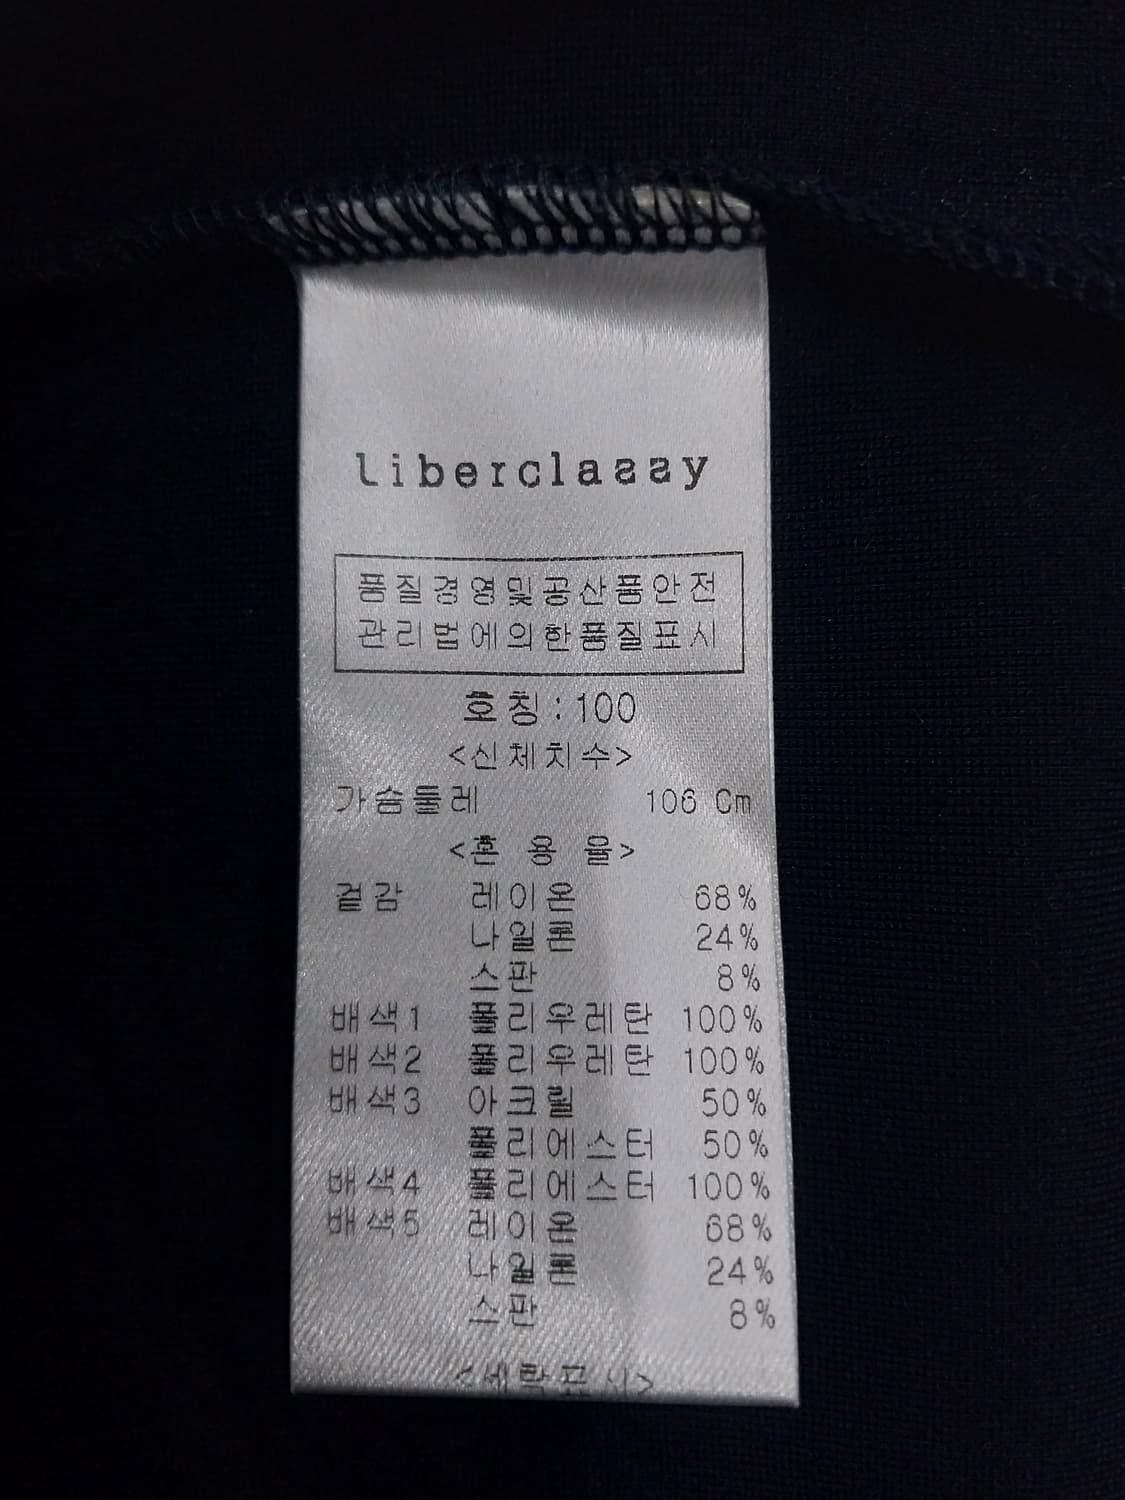 liberclassy
품질경영및공산품안전
관리법에의한품질표시
호칭:100
<신체치수>
가슴둘레 106 Cm
<혼 용 율>
겉감 레이온 68%
나일론 24%
스판 8%
배색1 폴리우레탄 100%
배색2 폴리우레탄 100%
배색3 아크릴 50%
폴리에스터 50%
배색4 폴리에스터 100%
배색5 레이온 68%
나일론 24%
스판 8%
<세탁표시>